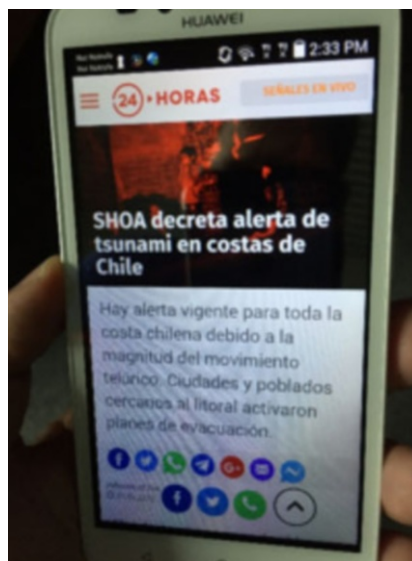 HUAWEI
2:33 PM
24 HORAS
SEÑALES EN VIVO
SHOA decreta alerta de
tsunami en costas de
Chile
Hay alerta vigente para toda la
costa chilena debido a la
magnitud del movimiento
telúrico. Ciudades y poblados
cercanos al litoral activaron
planes de evacuación.